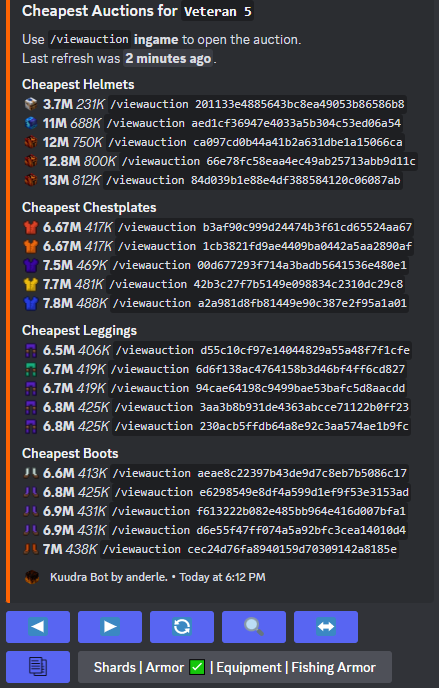 Cheapest Auctions for Veteran 5
Use /viewauction ingame to open the auction.
Last refresh was 2 minutes ago.
Cheapest Helmets
3.7M 231K /viewauction 201133e4885643bc8ea49053b86586b8
11M 688K /viewauction aed1cf36947e4033a5b304c53ed06a54
12M 750K /viewauction ca097cd0b44a41b2a631dbe1a15066ca
12.8M 800K /viewauction 66e78fc58eaa4ec49ab25713abb9d11c
13M 812K /viewauction 84d039b1e88e4df388584120c06087ab
Cheapest Chestplates
6.67M 417K /viewauction b3af90c999d24474b3f61cd65524aa67
6.67M 417K /viewauction 1cb3821fd9ae4409ba0442a5aa2890af
7.5M 469K /viewauction 00d677293f714a3badb5641536e480e1
7.7M 481K /viewauction 42b3c27f7b5149e098834c2310dc29c8
7.8M 488K /viewauction a2a981d8fb81449e90c387e2f95a1a01
Cheapest Leggings
6.5M 406K /viewauction d55c10cf97e14044829a55a48f7f1cfe
6.7M 419K /viewauction 6d6f138ac4764158b3d46bf4ff6cd827
6.7M 419K /viewauction 94cae64198c9499bae53bafc5d8aacdd
6.8M 425K /viewauction 3aa3b8b931de4363abcce71122b0ff23
6.8M 425K /viewauction 230acb5ffdb64a8e92c3aa574ae1b9fc
Cheapest Boots
6.6M 413K /viewauction aeae8c22397b43de9d7c8eb7b5086c17
6.8M 425K /viewauction e6298549e8df4a599d1ef9f53e3153ad
6.9M 431K /viewauction f613222b082e485bb964e416d007bfa1
6.9M 431K /viewauction d6e55f47ff074a5a92bfc3cea14010d4
7M 438K /viewauction cec24d76fa8940159d70309142a8185e
Kuudra Bot by anderle. • Today at 6:12 PM
Shards | Armor ✅ | Equipment | Fishing Armor